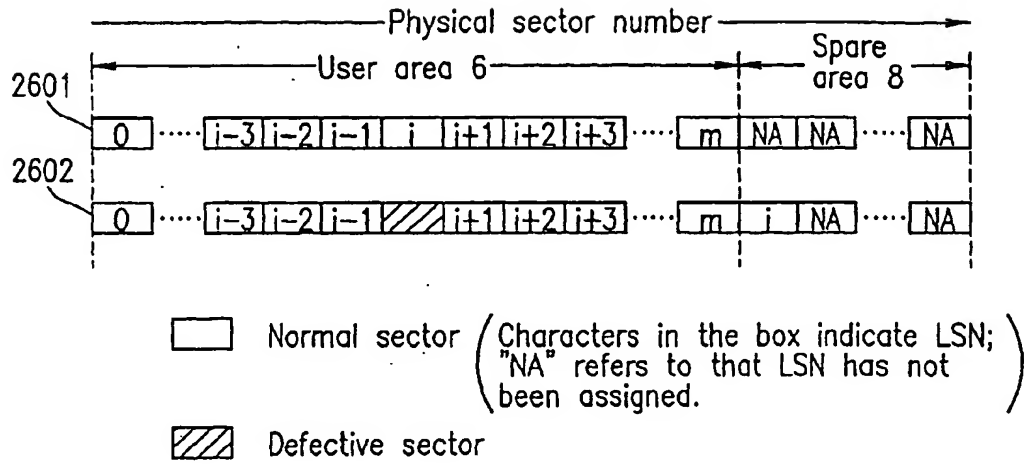 Physical sector number
User area 6
Spare
area 8
2601
0 ····· i-3 i-2 i-1 i i+1 i+2 i+3 ····· m NA NA ····· NA
2602
0 ····· i-3 i-2 i-1 i+1 i+2 i+3 ····· m i NA ····· NA
Normal sector (Characters in the box indicate LSN;
"NA" refers to that LSN has not
been assigned.)
Defective sector